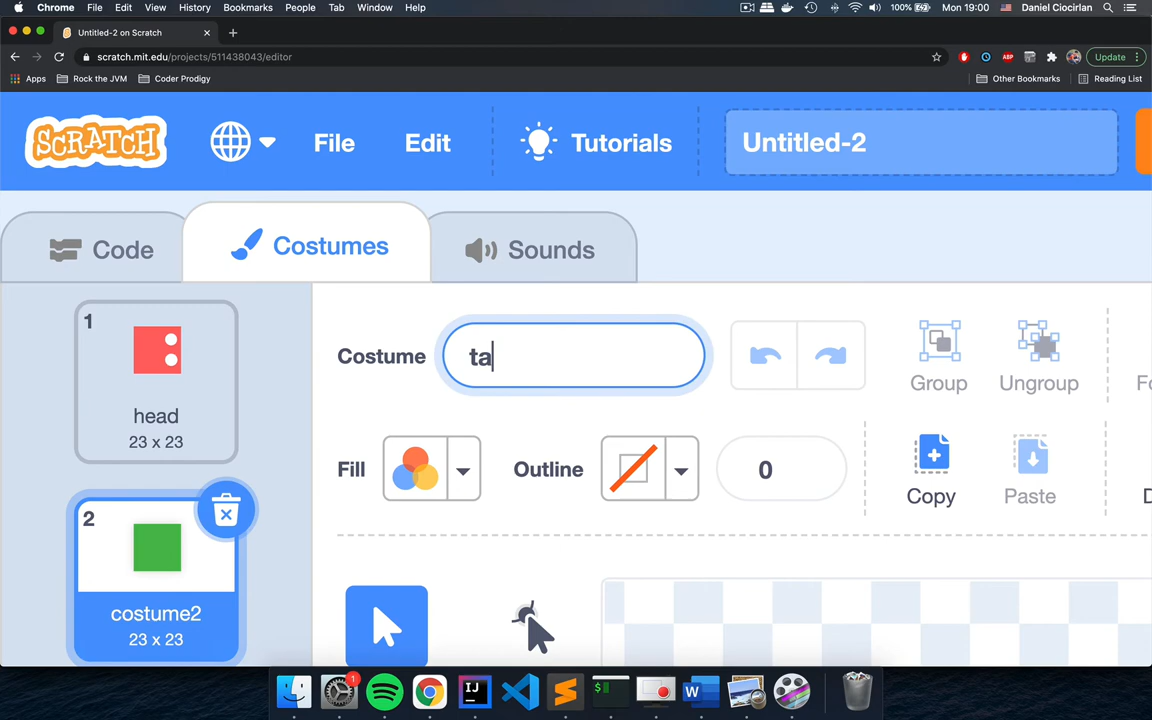 Chrome File Edit View History Bookmarks People Tab Window Help 100% Mon 19:00 Daniel Ciocirlan
Untitled-2 on Scratch
scratch.mit.edu/projects/511438043/editor ABP Update
Apps Rock the JVM Coder Prodigy Other Bookmarks Reading List
SCRATCH File Edit Tutorials Untitled-2
Code Costumes Sounds
1
head
23 x 23
2
costume2
23 x 23
Costume ta
Group Ungroup
Fill Outline 0
Copy Paste
1
IJ
$
W